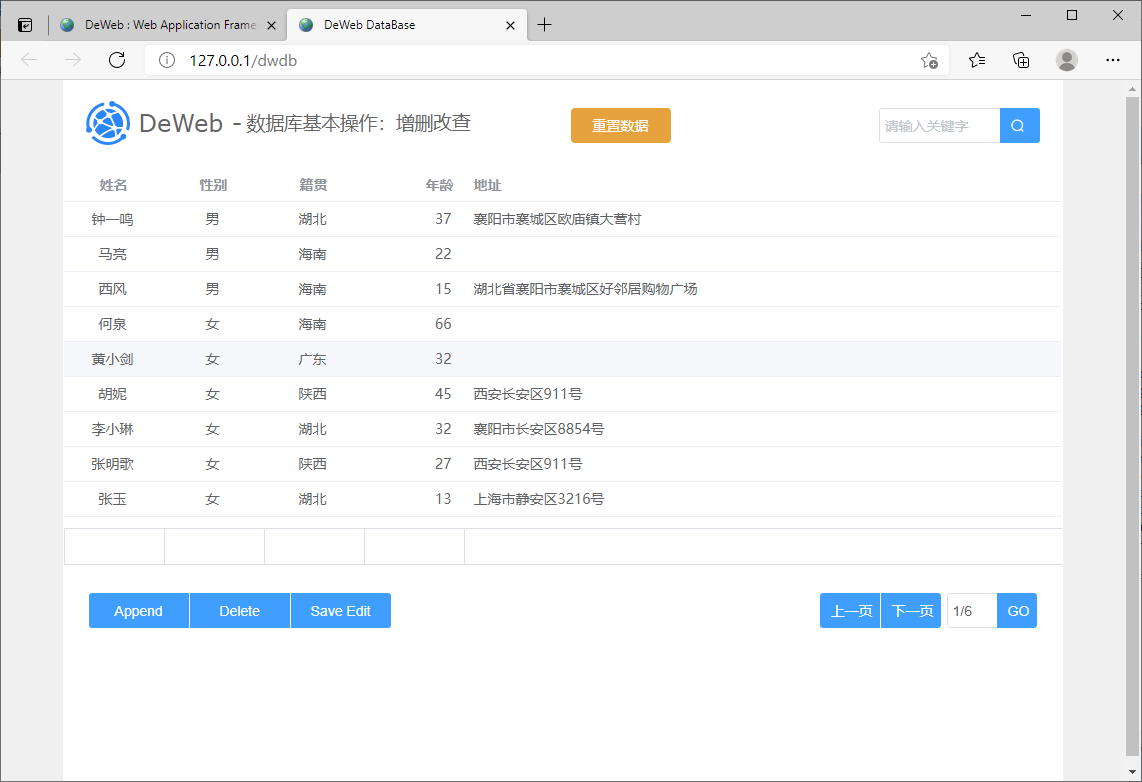 DeWeb : Web Application Frame
DeWeb DataBase
127.0.0.1/dwdb
DeWeb - 数据库基本操作：增删改查
重置数据
请输入关键字
姓名 性别 籍贯 年龄 地址
钟一鸣 男 湖北 37 襄阳市襄城区欧庙镇大营村
马亮 男 海南 22
西风 男 海南 15 湖北省襄阳市襄城区好邻居购物广场
何泉 女 海南 66
黄小剑 女 广东 32
胡妮 女 陕西 45 西安长安区911号
李小琳 女 湖北 32 襄阳市长安区8854号
张明歌 女 陕西 27 西安长安区911号
张玉 女 湖北 13 上海市静安区3216号
Append Delete Save Edit 上一页 下一页 1/6 GO